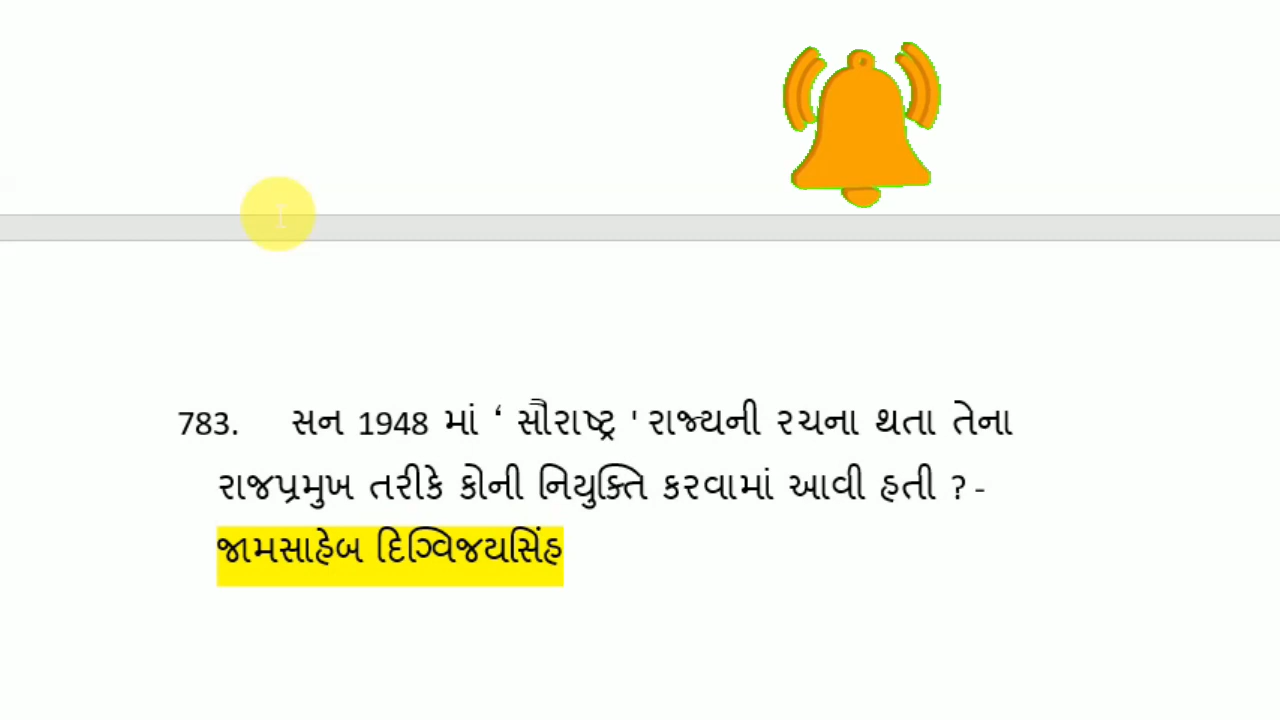 783. સન 1948 માં ‘ સૌરાષ્ટ્ર ' રાજ્યની રચના થતા તેના
રાજપ્રમુખ તરીકે કોની નિયુક્તિ કરવામાં આવી હતી ? -
જામસાહેબ દિગ્વિજયસિંહ